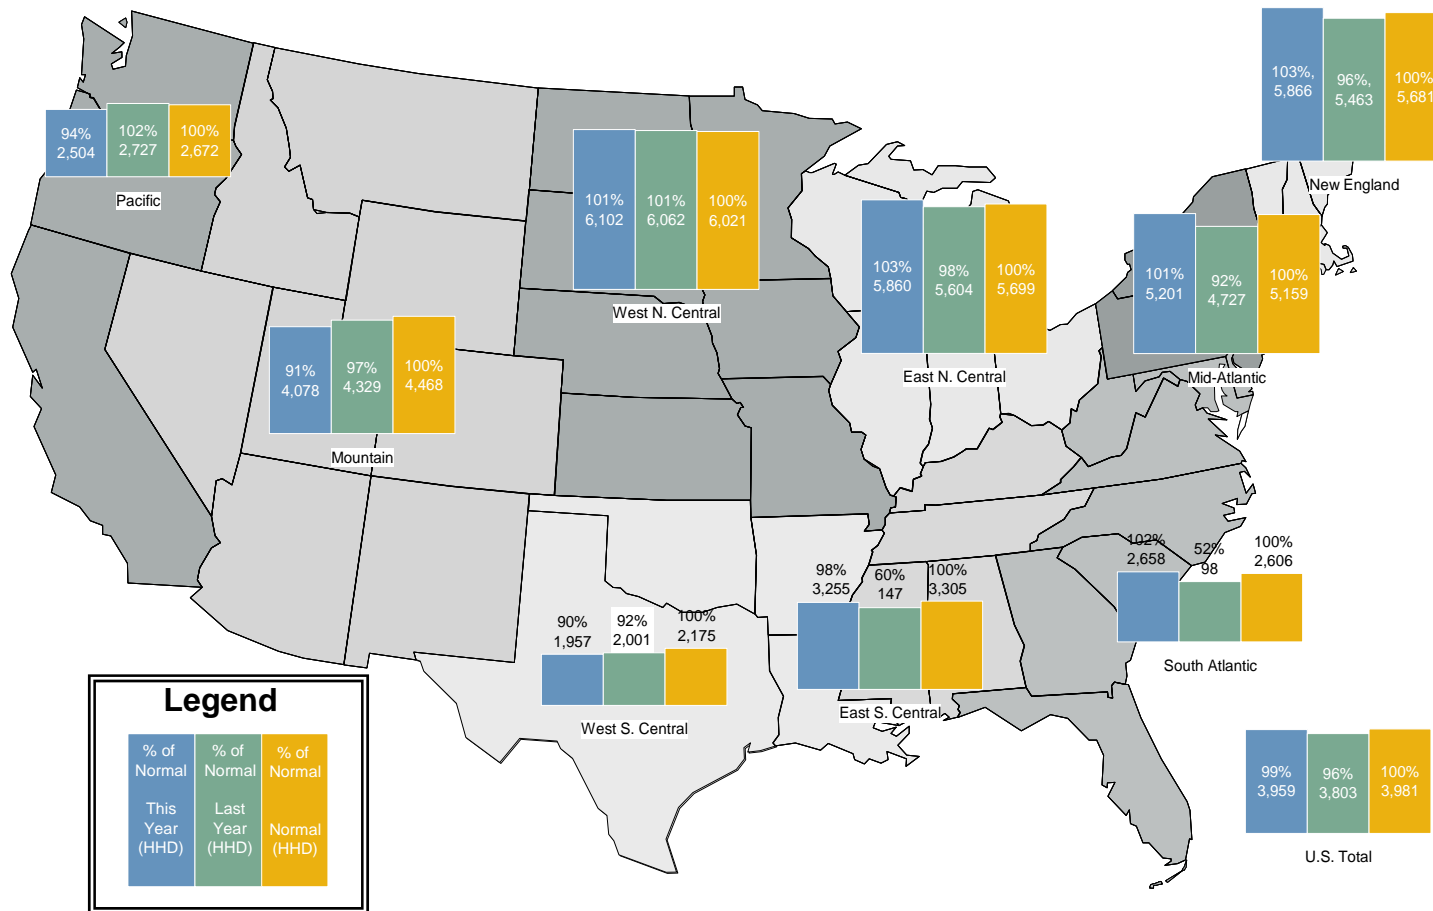 103%,
5,866
96%,
5,463
100%
5,681
New England
94%
2,504
102%
2,727
100%
2,672
Pacific
101%
6,102
101%
6,062
100%
6,021
West N. Central
103%
5,860
98%
5,604
100%
5,699
East N. Central
101%
5,201
92%
4,727
100%
5,159
Mid-Atlantic
91%
4,078
97%
4,329
100%
4,468
Mountain
90%
1,957
92%
2,001
100%
2,175
West S. Central
98%
3,255
60%
147
100%
3,305
East S. Central
102%
2,658
52%
98
100%
2,606
South Atlantic
99%
3,959
96%
3,803
100%
3,981
U.S. Total
Legend
% of
Normal
This
Year
(HHD)
% of
Normal
Last
Year
(HHD)
% of
Normal
Normal
(HHD)